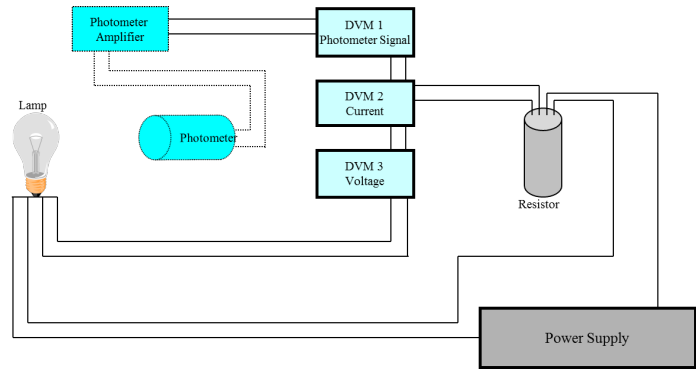 Photometer
Amplifier
DVM 1
Photometer Signal
DVM 2
Current
Lamp
Photometer
DVM 3
Voltage
Resistor
Power Supply